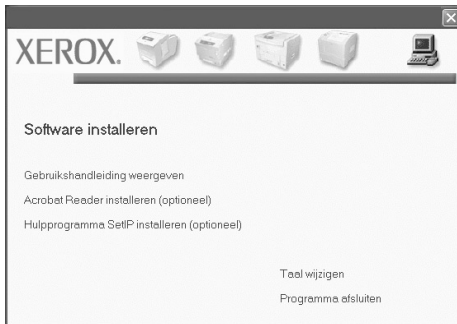 XEROX.
Software installeren
Gebruikshandleiding weergeven
Acrobat Reader installeren (optioneel)
Hulpprogramma SetIP installeren (optioneel)
Taal wijzigen
Programma afsluiten